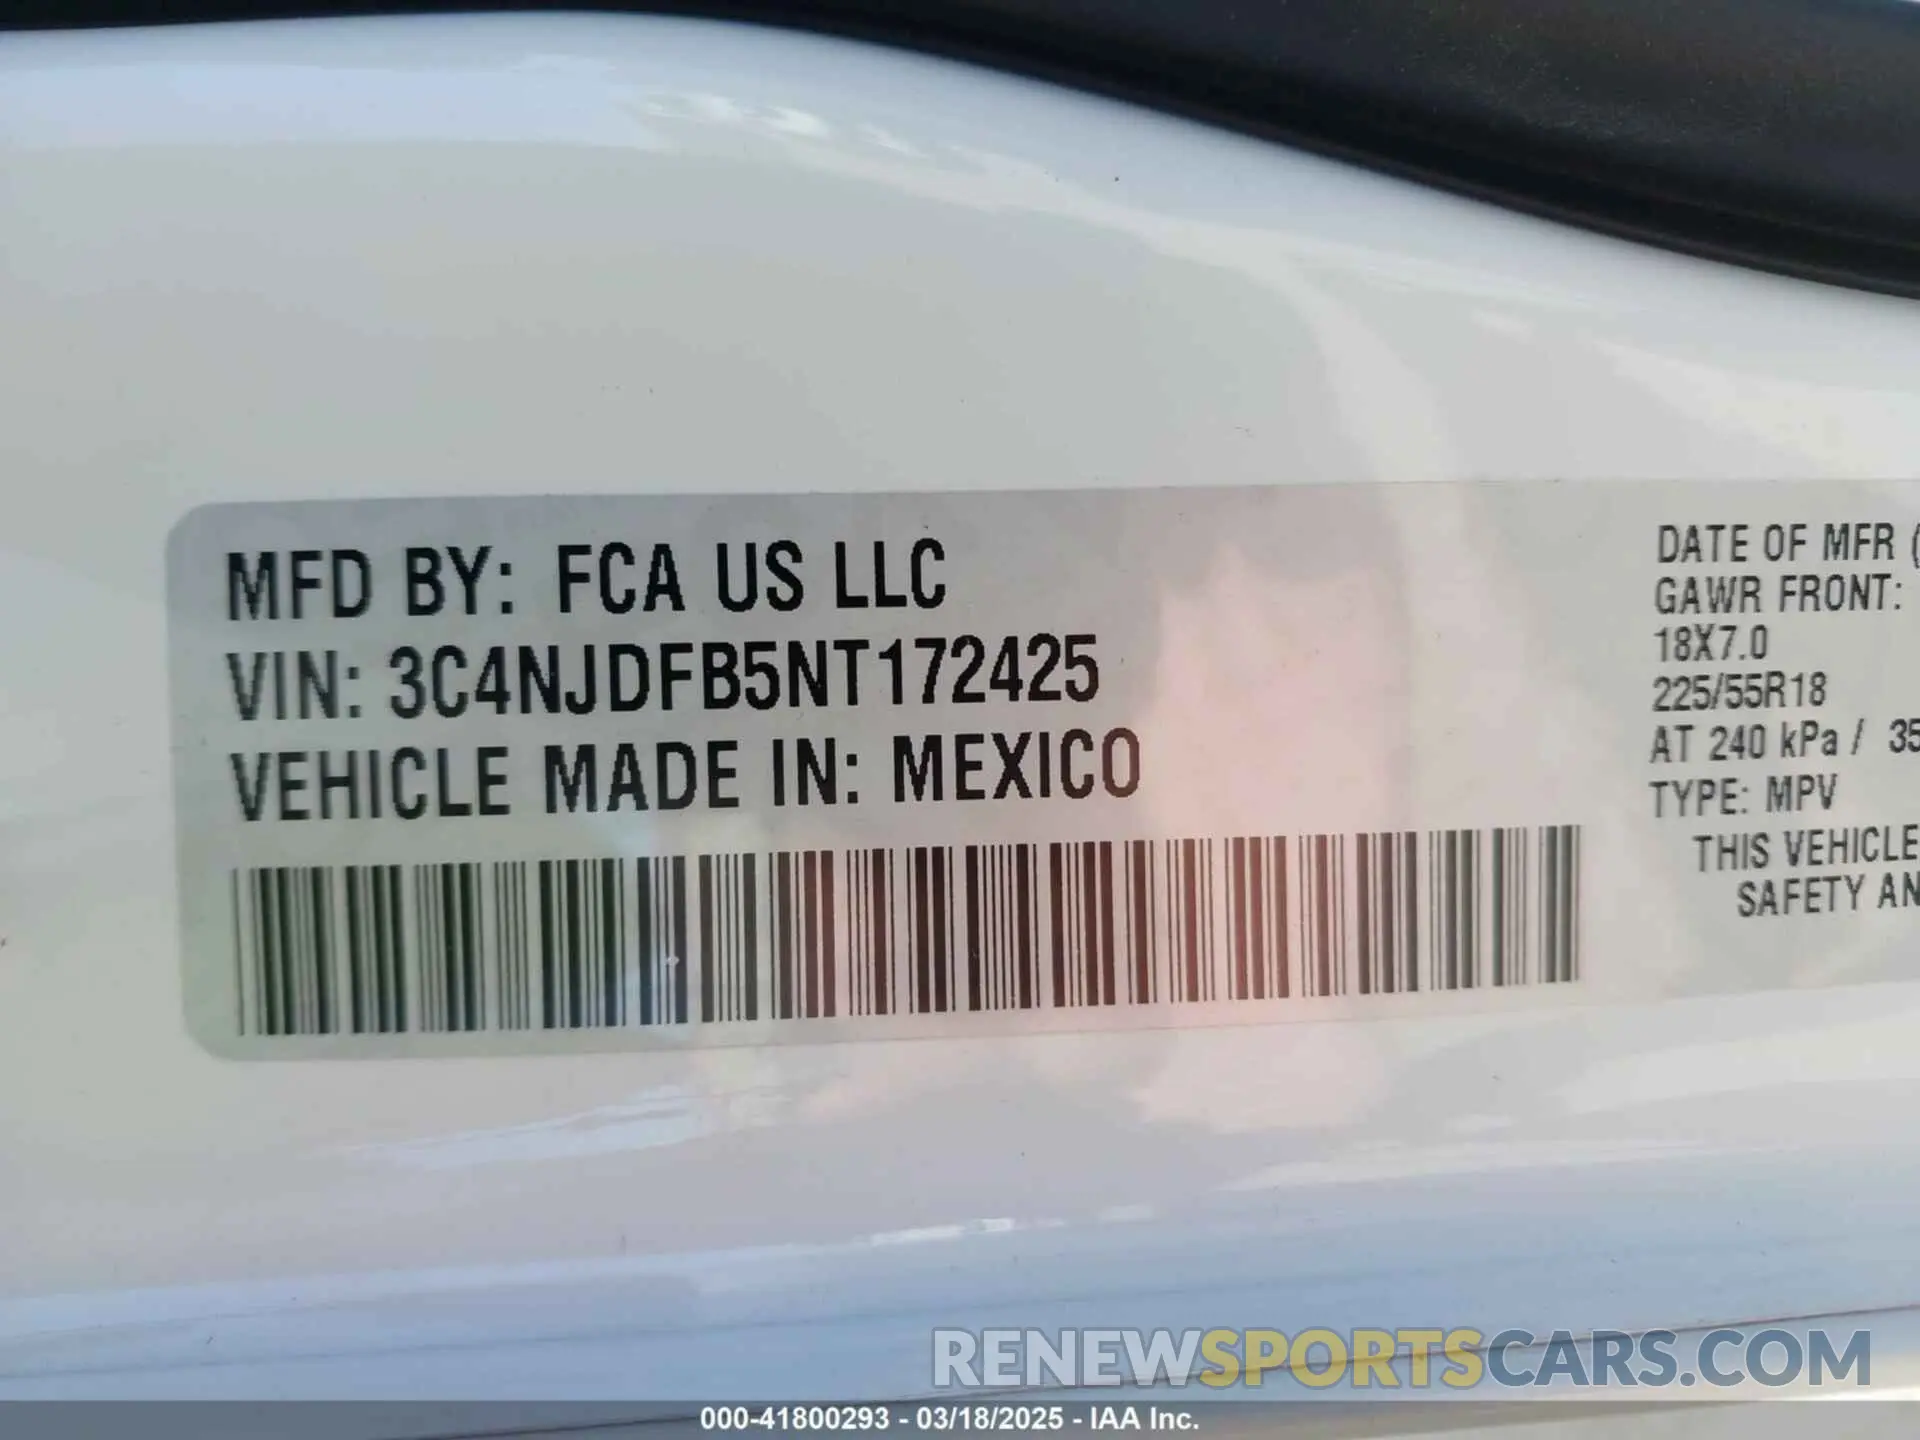 MFD BY: FCA US LLC
VIN: 3C4NJDFB5NT172425
VEHICLE MADE IN: MEXICO
DATE OF MFR (
GAWR FRONT:
18X7.0
225/55R18
AT 240 kPa / 35
TYPE: MPV
THIS VEHICLE
SAFETY AN
RENEWSPORTSCARS.COM
000-41800293 - 03/18/2025 - IAA Inc.